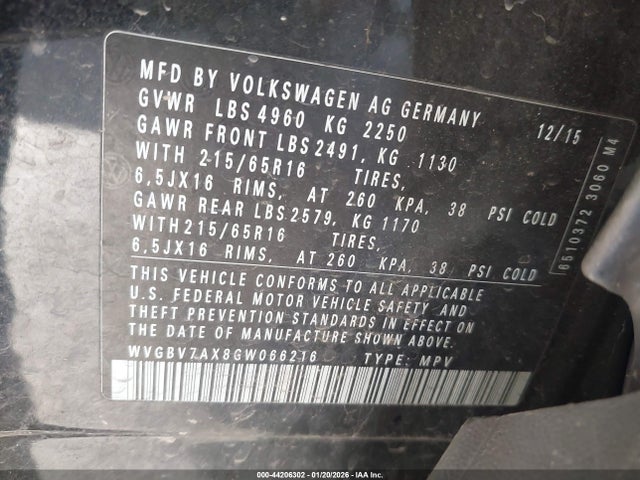 MFD BY VOLKSWAGEN AG GERMANY
GVWR LBS 4960 KG 2250 12/15
GAWR FRONT LBS 2491, KG 1130
WITH 215/65R16 TIRES,
6,5JX16 RIMS, AT 260 KPA, 38 PSI COLD
GAWR REAR LBS 2579, KG 1170
WITH 215/65R16 TIRES,
6,5JX16 RIMS, AT 260 KPA, 38 PSI COLD
THIS VEHICLE CONFORMS TO ALL APPLICABLE
U.S. FEDERAL MOTOR VEHICLE SAFETY AND
THEFT PREVENTION STANDARDS IN EFFECT ON
THE DATE OF MANUFACTURE SHOWN ABOVE.
WVGBV7AX8GW066216 TYPE: MPV
6510372 3060 M4
000-44206302 - 01/20/2026 - IAA Inc.